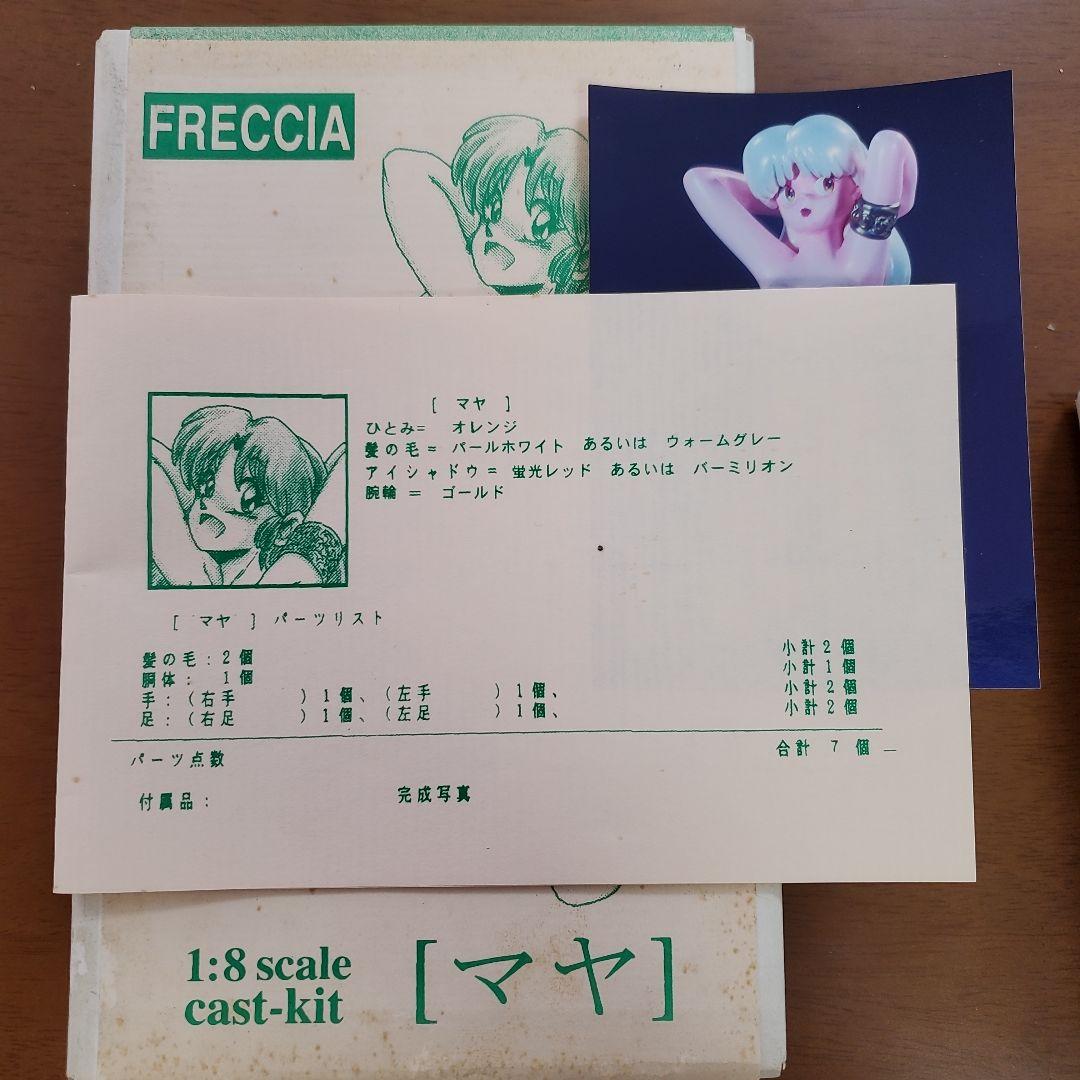 FRECCIA
[ マヤ ]
ひとみ= オレンジ
髪の毛= パールホワイト あるいは ウォームグレー
アイシャドウ= 蛍光レッド あるいは バーミリオン
腕輪 = ゴールド
[ マヤ ] パーツリスト
髪の毛:2個 小計2個
胴体: 1個 小計1個
手:(右手 )1個、(左手 )1個、 小計2個
足:(右足 )1個、(左足 )1個、 小計2個
パーツ点数 合計 7 個
付属品: 完成写真
1:8 scale
cast-kit
[マヤ]